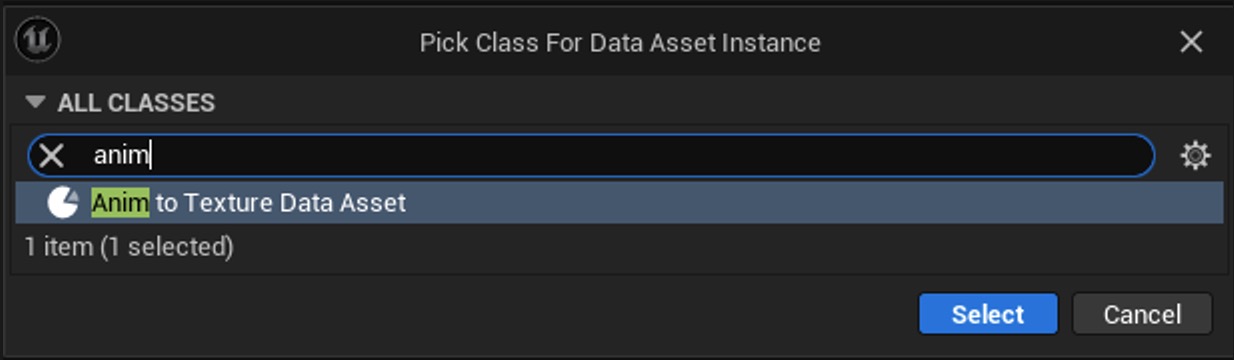 Pick Class For Data Asset Instance
ALL CLASSES
anim
Anim to Texture Data Asset
1 item (1 selected)
Select
Cancel